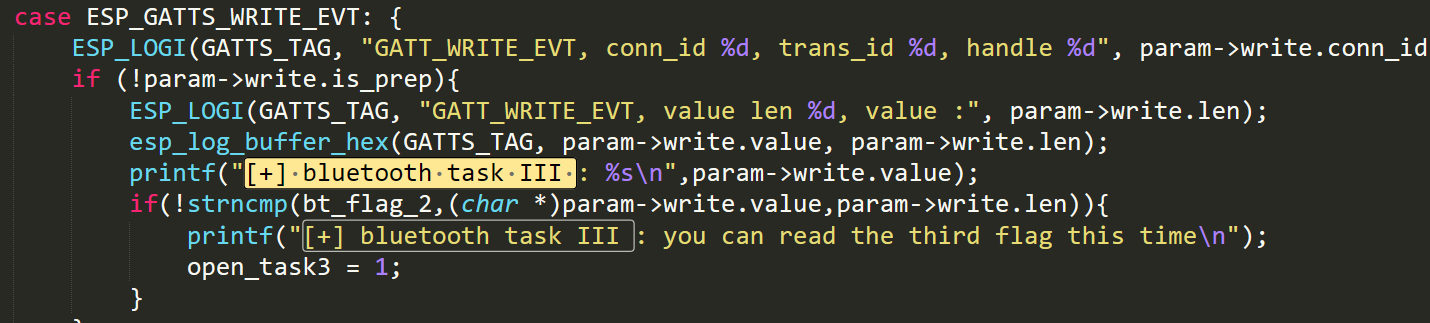 case ESP_GATTS_WRITE_EVT: {
ESP_LOGI(GATTS_TAG, "GATT_WRITE_EVT, conn_id %d, trans_id %d, handle %d", param->write.conn_id
if (!param->write.is_prep){
ESP_LOGI(GATTS_TAG, "GATT_WRITE_EVT, value len %d, value :", param->write.len);
esp_log_buffer_hex(GATTS_TAG, param->write.value, param->write.len);
printf("[+] bluetooth task III : %s\n",param->write.value);
if(!strncmp(bt_flag_2,(char *)param->write.value,param->write.len)){
printf("[+] bluetooth task III : you can read the third flag this time\n");
open_task3 = 1;
}